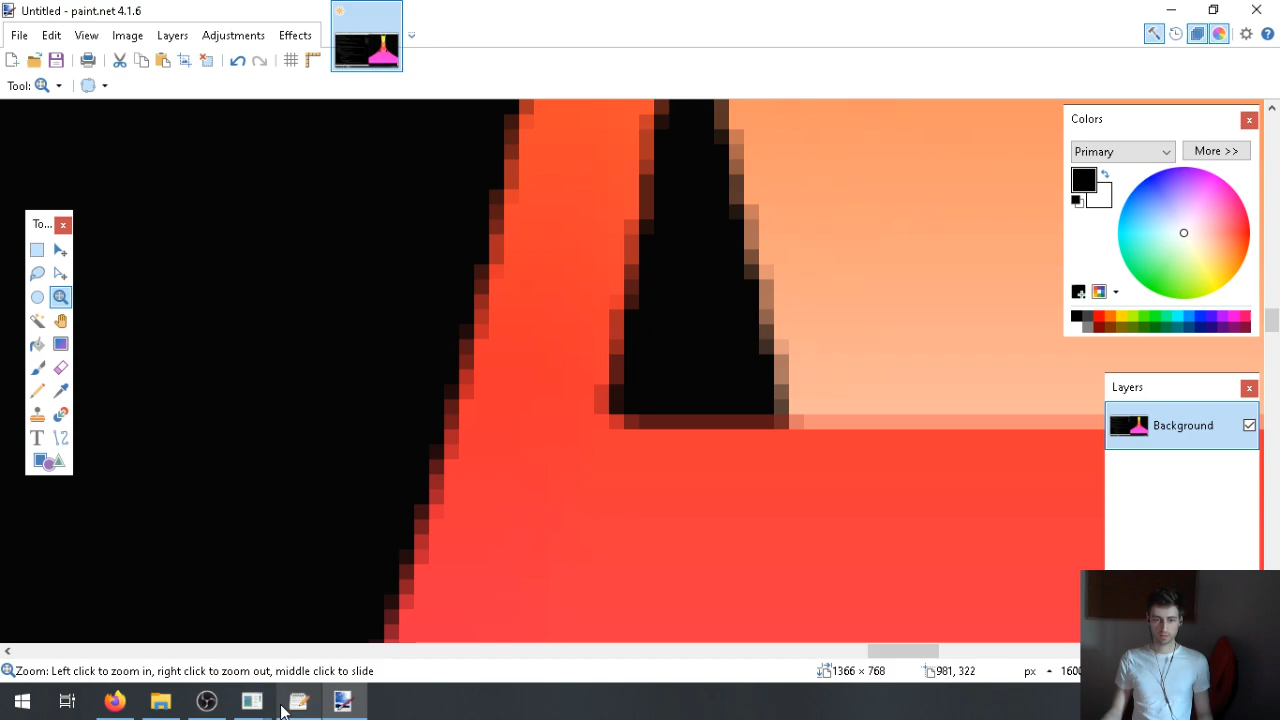 Untitled - paint.net 4.1.6
File Edit View Image Layers Adjustments Effects
Tool:
Colors
Primary
More >>
To...
Layers
Background
T
Zoom: Left click to zoom in, right click to zoom out, middle click to slide
1366 × 768
981, 322
px